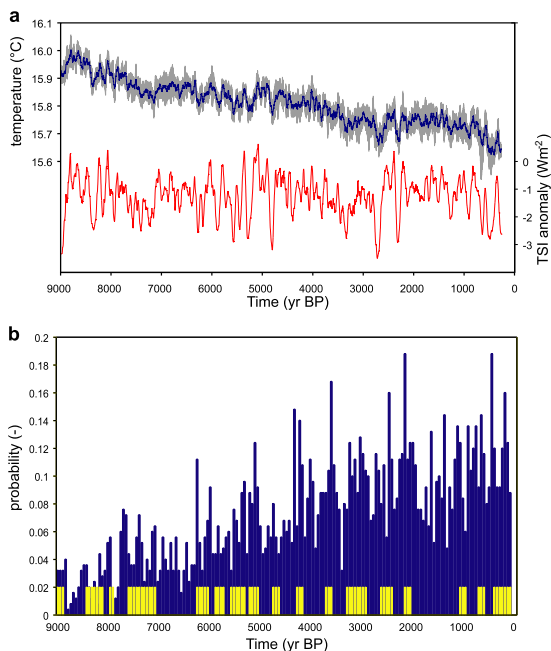 a
16.1
16.0
15.9
15.8
15.7
15.6
temperature (°C)
0
-1
-2
-3
TSI anomaly (Wm-2)
9000 8000 7000 6000 5000 4000 3000 2000 1000 0
Time (yr BP)
b
0.2
0.18
0.16
0.14
0.12
0.1
0.08
0.06
0.04
0.02
0
probability (-)
9000 8000 7000 6000 5000 4000 3000 2000 1000 0
Time (yr BP)